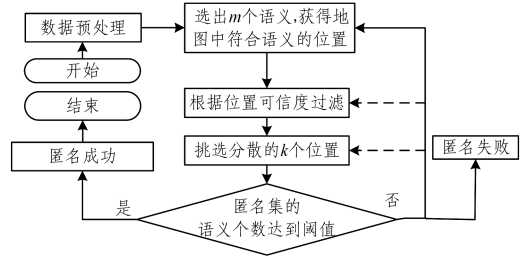 数据预处理
选出m个语义,获得地
图中符合语义的位置
开始
结束
根据位置可信度过滤
匿名成功
挑选分散的k个位置
匿名失败
是
匿名集的
语义个数达到阈值
否